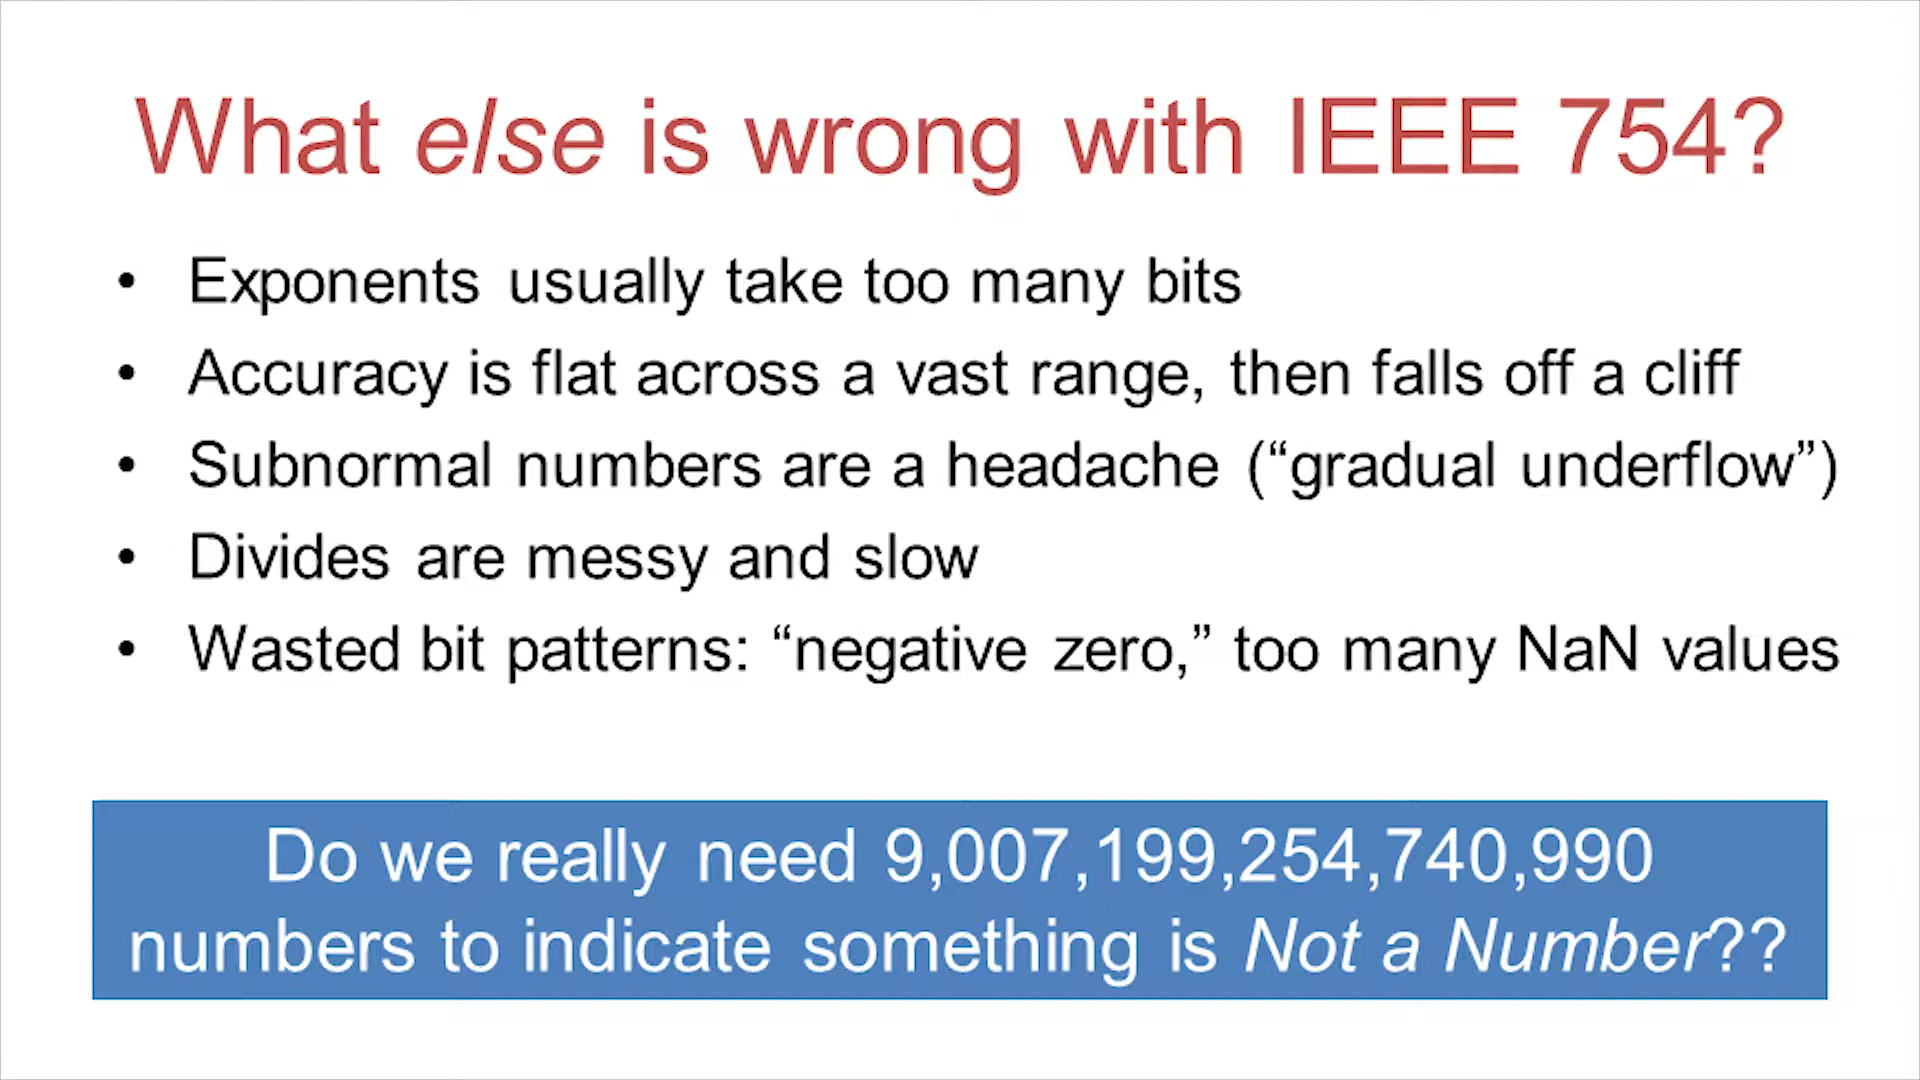 What else is wrong with IEEE 754?
• Exponents usually take too many bits
• Accuracy is flat across a vast range, then falls off a cliff
• Subnormal numbers are a headache (“gradual underflow”)
• Divides are messy and slow
• Wasted bit patterns: “negative zero,” too many NaN values
Do we really need 9,007,199,254,740,990
numbers to indicate something is Not a Number??